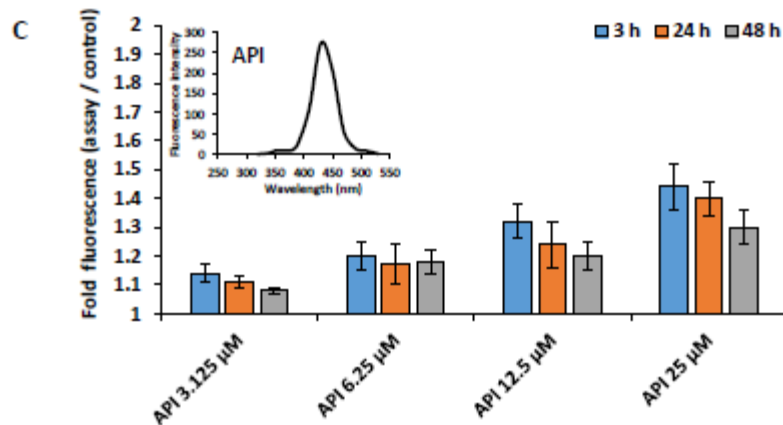 C
Fold fluorescence (assay / control)
2
1.9
1.8
1.7
1.6
1.5
1.4
1.3
1.2
1.1
1
API
Fluorescence intensity
300
250
200
150
100
50
0
250 300 350 400 450 500 550
Wavelength (nm)
3 h 24 h 48 h
API 3.125 µM
API 6.25 µM
API 12.5 µM
API 25 µM